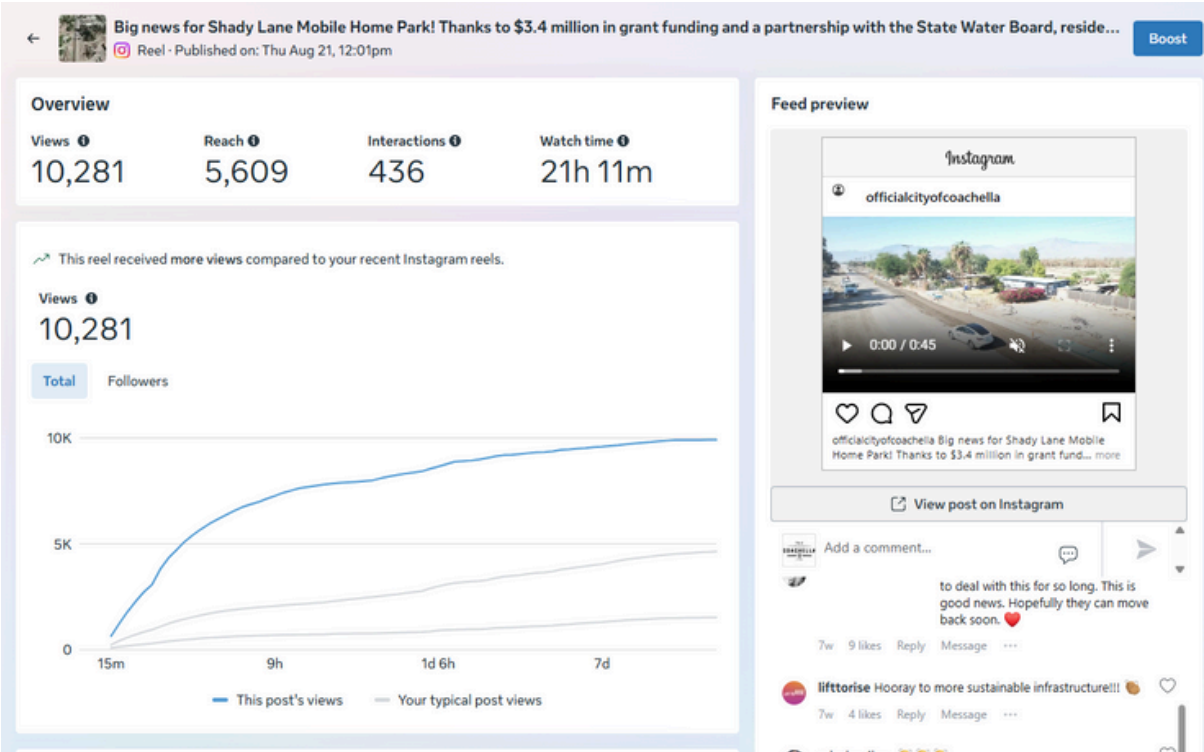 Big news for Shady Lane Mobile Home Park! Thanks to $3.4 million in grant funding and a partnership with the State Water Board, reside...
Reel · Published on: Thu Aug 21, 12:01pm
Boost
Overview
Views
Reach
Interactions
Watch time
10,281
5,609
436
21h 11m
This reel received more views compared to your recent Instagram reels.
Views
10,281
Total
Followers
10K
5K
0
15m
9h
1d 6h
7d
This post's views
Your typical post views
Feed preview
Instagram
officialcityofcoachella
0:00 / 0:45
officialcityofcoachella Big news for Shady Lane Mobile
Home Park! Thanks to $3.4 million in grant fund... more
View post on Instagram
COACHELLA
Add a comment...
to deal with this for so long. This is
good news. Hopefully they can move
back soon. ❤️
7w 9 likes Reply Message ...
lifttorise Hooray to more sustainable infrastructure!!! 👏🏽
7w 4 likes Reply Message ...